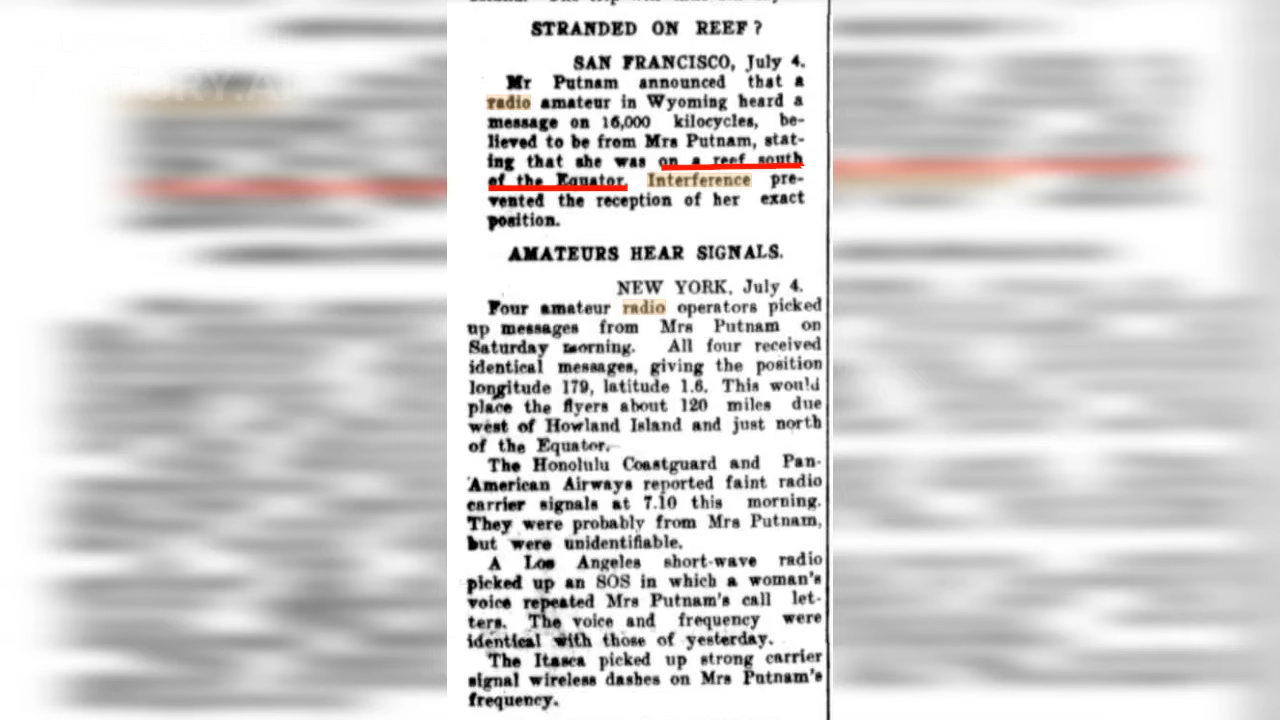 STRANDED ON REEF?
SAN FRANCISCO, July 4.
Mr Putnam announced that a
radio amateur in Wyoming heard a
message on 16,000 kilocycles, be-
lieved to be from Mrs Putnam, stat-
ing that she was on a reef south
of the Equator. Interference pre-
vented the reception of her exact
position.
AMATEURS HEAR SIGNALS.
NEW YORK, July 4.
Four amateur radio operators picked
up messages from Mrs Putnam on
Saturday morning. All four received
identical messages, giving the position
longitude 179, latitude 1.6. This would
place the flyers about 120 miles due
west of Howland Island and just north
of the Equator.
The Honolulu Coastguard and Pan-
American Airways reported faint radio
carrier signals at 7.10 this morning.
They were probably from Mrs Putnam,
but were unidentifiable.
A Los Angeles short-wave radio
picked up an SOS in which a woman's
voice repeated Mrs Putnam's call let-
ters. The voice and frequency were
identical with those of yesterday.
The Itasca picked up strong carrier
signal wireless dashes on Mrs Putnam's
frequency.